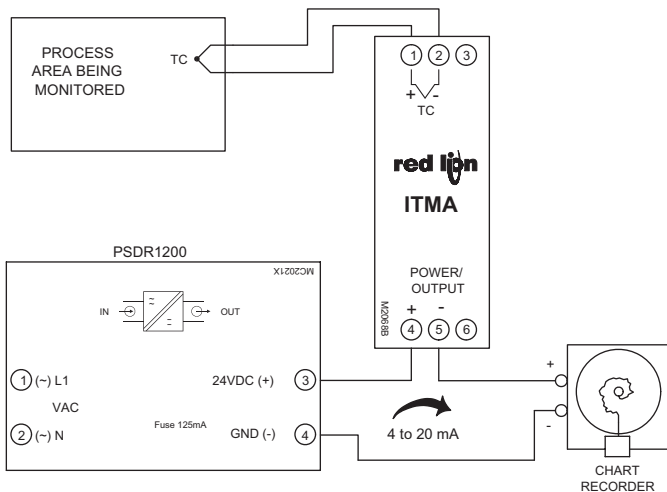 PROCESS
AREA BEING
MONITORED
TC
1 2 3
+ -
TC
red lion
ITMA
POWER/
OUTPUT
M2068B
+ -
4 5 6
PSDR1200
MC2021X
IN
OUT
1 (~) L1
VAC
2 (~) N
24VDC (+) 3
Fuse 125mA
GND (-) 4
4 to 20 mA
+
-
CHART
RECORDER